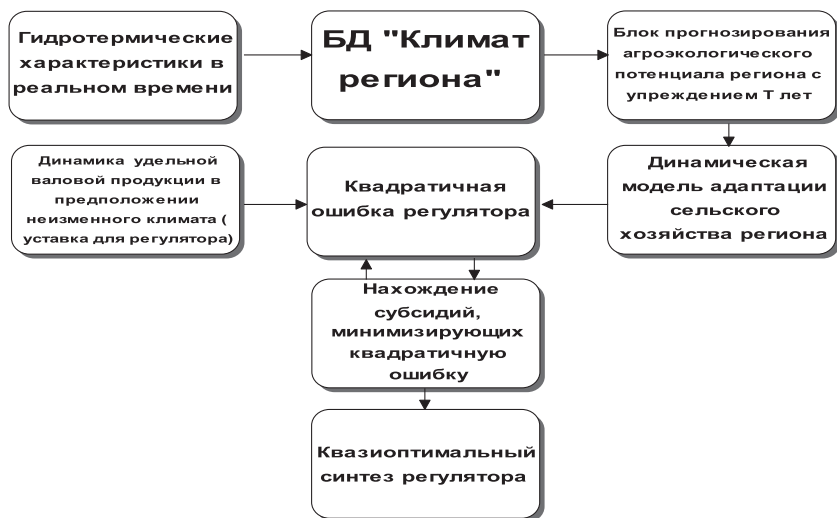 Гидротермические
характеристики в
реальном времени
БД "Климат
региона"
Блок прогнозирования
агроэкологического
потенциала региона с
упреждением Т лет
Динамика удельной
валовой продукции в
предположении
неизменного климата (
уставка для регулятора)
Квадратичная
ошибка регулятора
Динамическая
модель адаптации
сельского
хозяйства региона
Нахождение
субсидий,
минимизирующих
квадратичную
ошибку
Квазиоптимальный
синтез регулятора